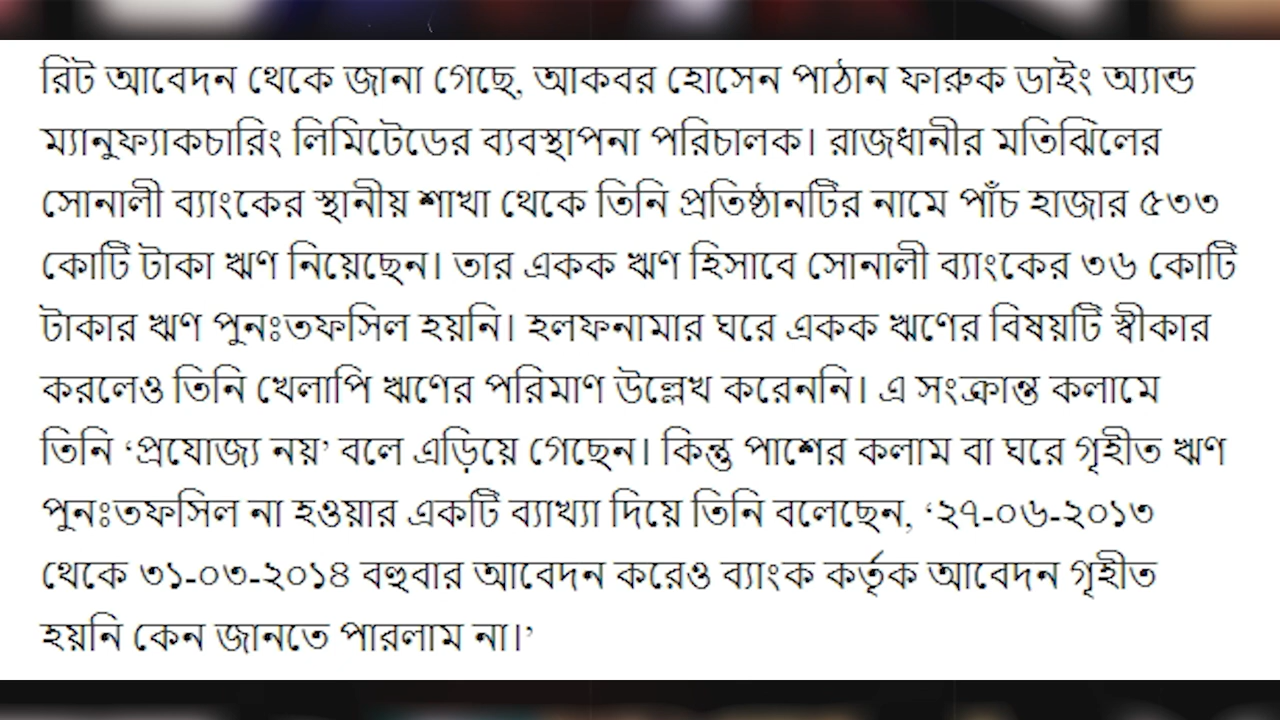 রিট আবেদন থেকে জানা গেছে, আকবর হোসেন পাঠান ফারুক ডাইং অ্যান্ড
ম্যানুফ্যাকচারিং লিমিটেডের ব্যবস্থাপনা পরিচালক। রাজধানীর মতিঝিলের
সোনালী ব্যাংকের স্থানীয় শাখা থেকে তিনি প্রতিষ্ঠানটির নামে পাঁচ হাজার ৫৩৩
কোটি টাকা ঋণ নিয়েছেন। তার একক ঋণ হিসাবে সোনালী ব্যাংকের ৩৬ কোটি
টাকার ঋণ পুনঃতফসিল হয়নি। হলফনামার ঘরে একক ঋণের বিষয়টি স্বীকার
করলেও তিনি খেলাপি ঋণের পরিমাণ উল্লেখ করেননি। এ সংক্রান্ত কলামে
তিনি ‘প্রযোজ্য নয়’ বলে এড়িয়ে গেছেন। কিন্তু পাশের কলাম বা ঘরে গৃহীত ঋণ
পুনঃতফসিল না হওয়ার একটি ব্যাখ্যা দিয়ে তিনি বলেছেন, ‘২৭-০৬-২০১৩
থেকে ৩১-০৩-২০১৪ বহুবার আবেদন করেও ব্যাংক কর্তৃক আবেদন গৃহীত
হয়নি কেন জানতে পারলাম না।’